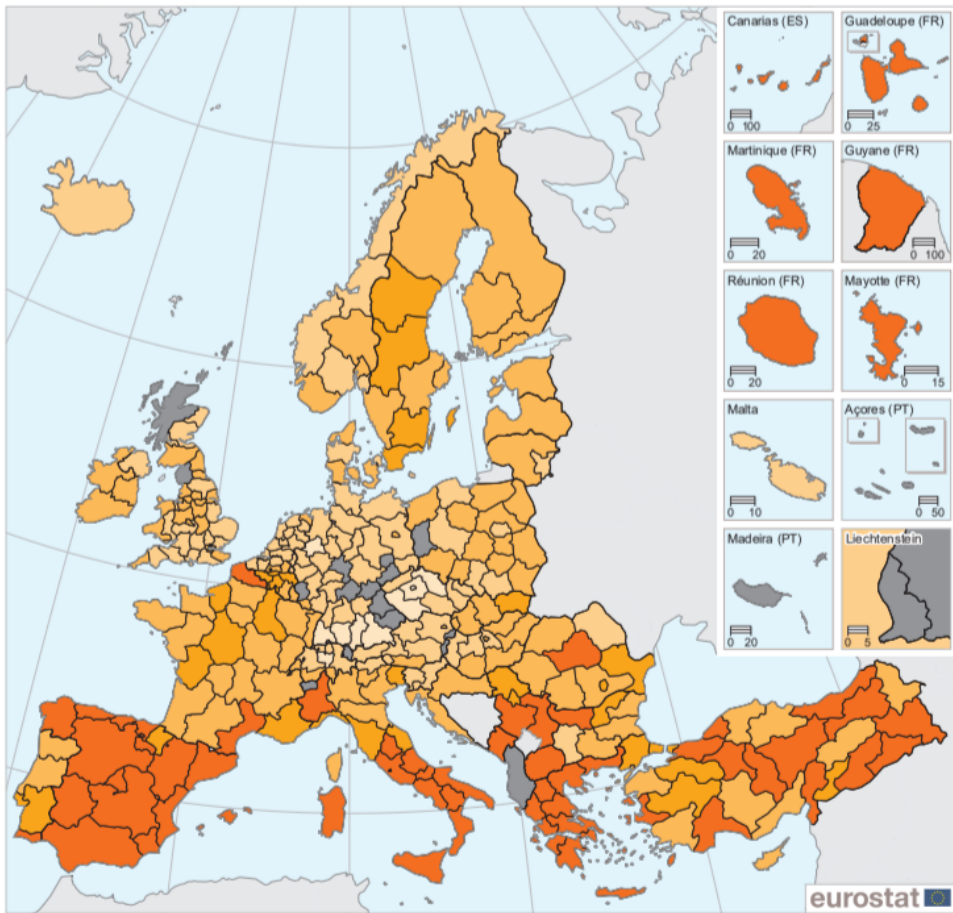 Canarias (ES)
0 100
Guadeloupe (FR)
0 25
Martinique (FR)
0 20
Guyane (FR)
0 100
Réunion (FR)
0 20
Mayotte (FR)
0 15
Malta
0 10
Açores (PT)
0 50
Madeira (PT)
0 20
Liechtenstein
0 5
eurostat